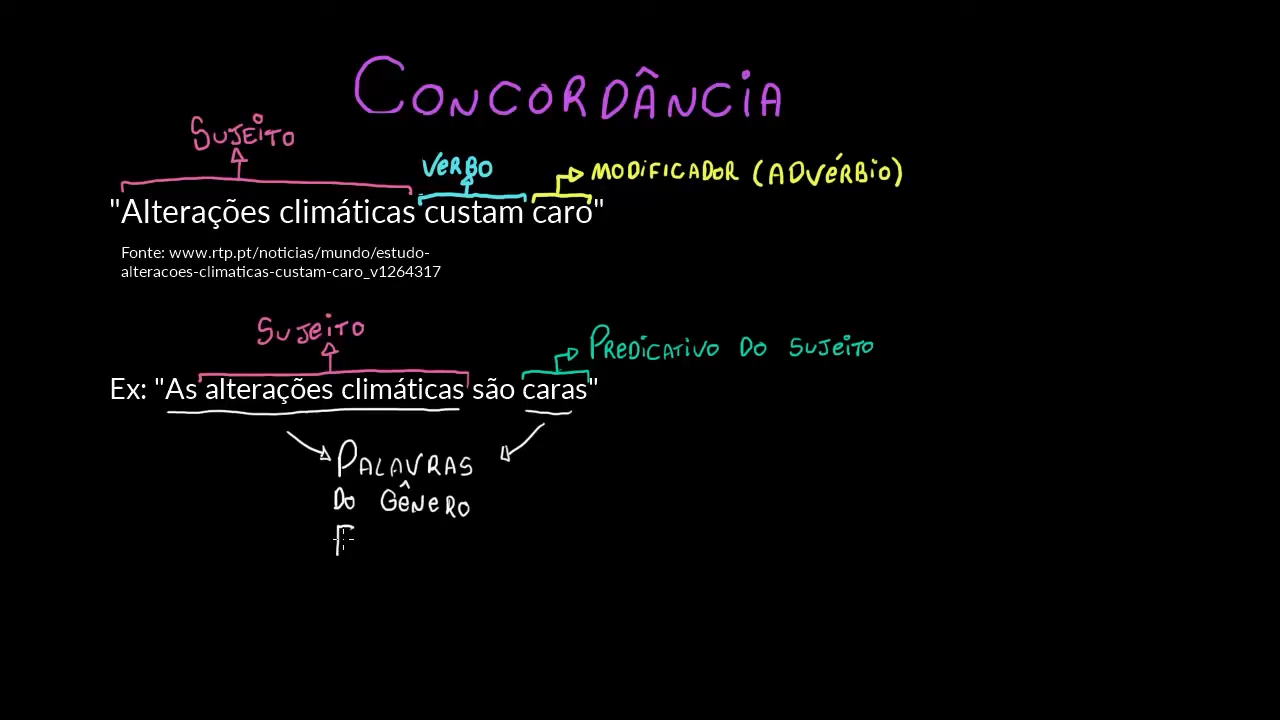 CONCORDÂNCIA
SUJEITO
VERBO
MODIFICADOR (ADVÉRBIO)
"Alterações climáticas custam caro"
Fonte: www.rtp.pt/noticias/mundo/estudo-
alteracoes-climaticas-custam-caro_v1264317
SUJEITO
PREDICATIVO DO SUJEITO
Ex: "As alterações climáticas são caras"
PALAVRAS
DO GÊNERO
F